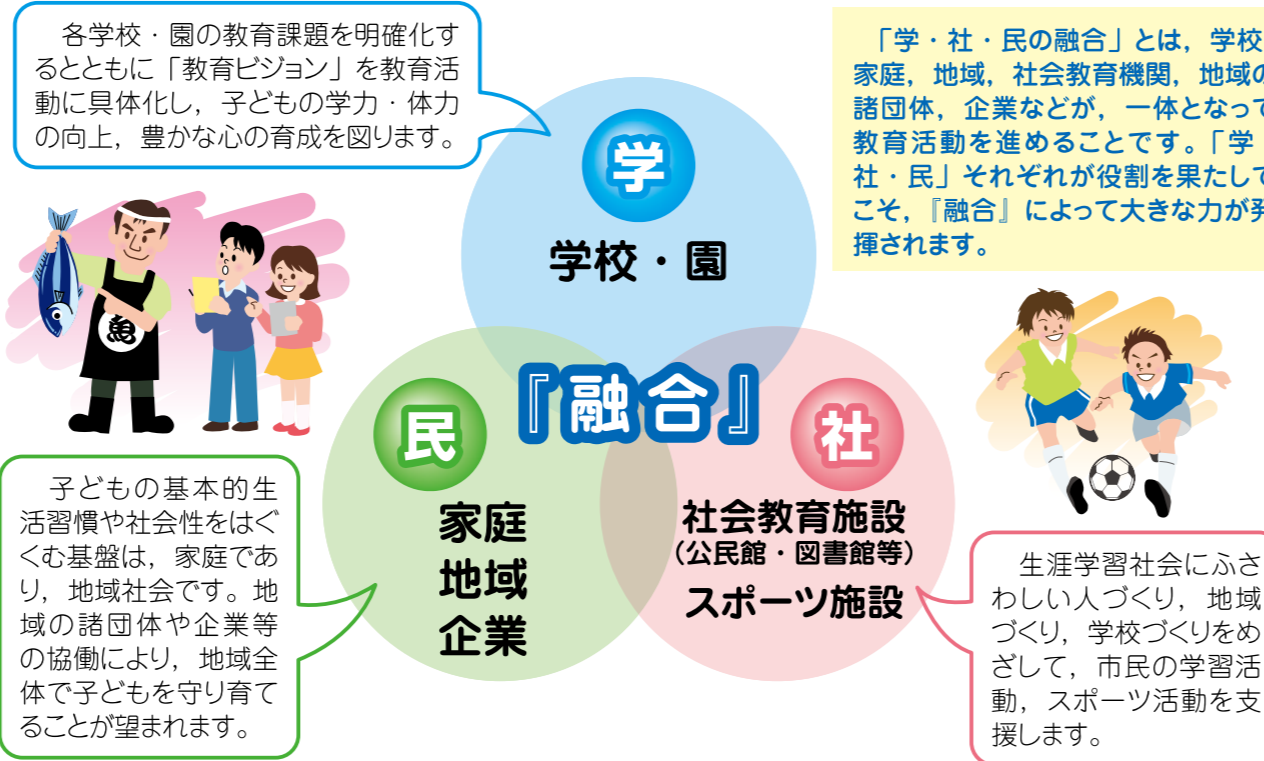 各学校・園の教育課題を明確化す
るとともに「教育ビジョン」を教育活
動に具体化し，子どもの学力・体力
の向上，豊かな心の育成を図ります。
「学・社・民の融合」とは，学校
家庭，地域，社会教育機関，地域の
諸団体，企業などが，一体となって
教育活動を進めることです。「学
社・民」それぞれが役割を果たして
こそ，『融合』によって大きな力が発
揮されます。
学
学校・園
魚
『融合』
民
家庭
地域
企業
社
社会教育施設
（公民館・図書館等）
スポーツ施設
子どもの基本的生
活習慣や社会性をはぐ
くむ基盤は，家庭であ
り，地域社会です。地
域の諸団体や企業等
の協働により，地域全
体で子どもを守り育て
ることが望まれます。
生涯学習社会にふさ
わしい人づくり，地域
づくり，学校づくりをめ
ざして，市民の学習活
動，スポーツ活動を支
援します。